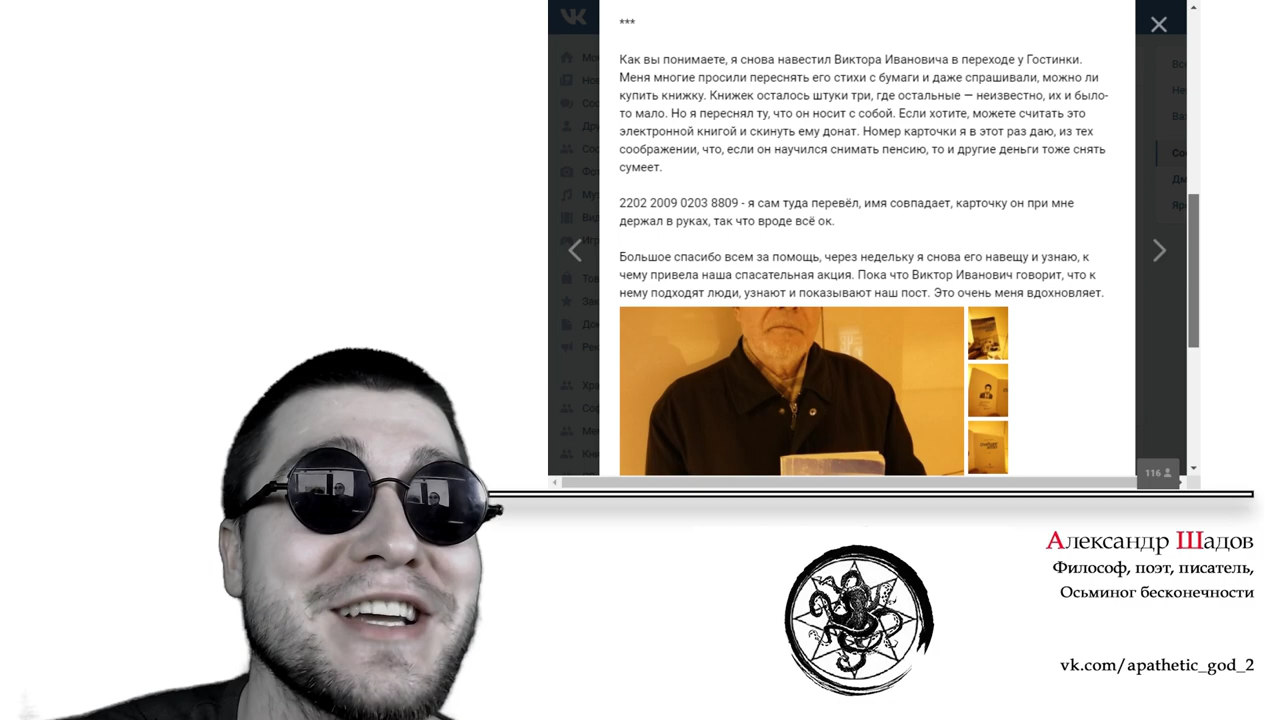 ***
Как вы понимаете, я снова навестил Виктора Ивановича в переходе у Гостинки.
Меня многие просили переснять его стихи с бумаги и даже спрашивали, можно ли
купить книжку. Книжек осталось штуки три, где остальные — неизвестно, их и было-
то мало. Но я переснял ту, что он носит с собой. Если хотите, можете считать это
электронной книгой и скинуть ему донат. Номер карточки я в этот раз даю, из тех
соображении, что, если он научился снимать пенсию, то и другие деньги тоже снять
сумеет.
2202 2009 0203 8809 - я сам туда перевёл, имя совпадает, карточку он при мне
держал в руках, так что вроде всё ок.
Большое спасибо всем за помощь, через недельку я снова его навещу и узнаю, к
чему привела наша спасательная акция. Пока что Виктор Иванович говорит, что к
нему подходят люди, узнают и показывают наш пост. Это очень меня вдохновляет.
116
Александр Шадов
Философ, поэт, писатель,
Осьминог бесконечности
vk.com/apathetic_god_2